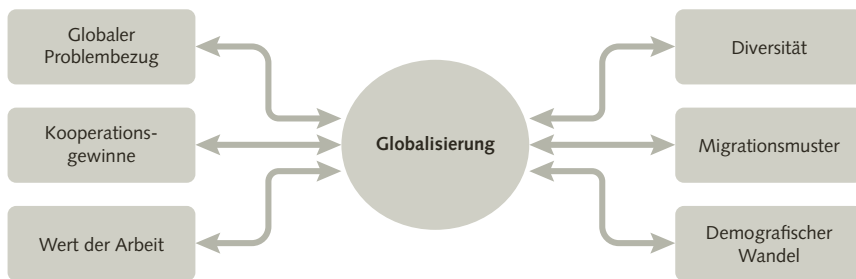 Globaler
Problembezug
Kooperations-
gewinne
Wert der Arbeit
Globalisierung
Diversität
Migrationsmuster
Demografischer
Wandel